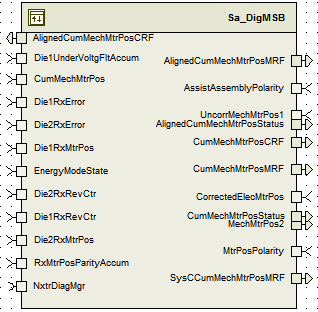 Sa_DigMSB
AlignedCumMechMtrPosCRF
Die1UnderVoltgFltAccum
CumMechMtrPos
Die1RxError
Die2RxError
Die1RxMtrPos
EnergyModeState
Die2RxRevCtr
Die1RxRevCtr
Die2RxMtrPos
RxMtrPosParityAccum
NxtrDiagMgr
AlignedCumMechMtrPosMRF
AssistAssemblyPolarity
UncorrMechMtrPos1
AlignedCumMechMtrPosStatus
CumMechMtrPosCRF
CumMechMtrPosMRF
CorrectedElecMtrPos
CumMechMtrPosStatus
MechMtrPos2
MtrPosPolarity
SysCCumMechMtrPosMRF